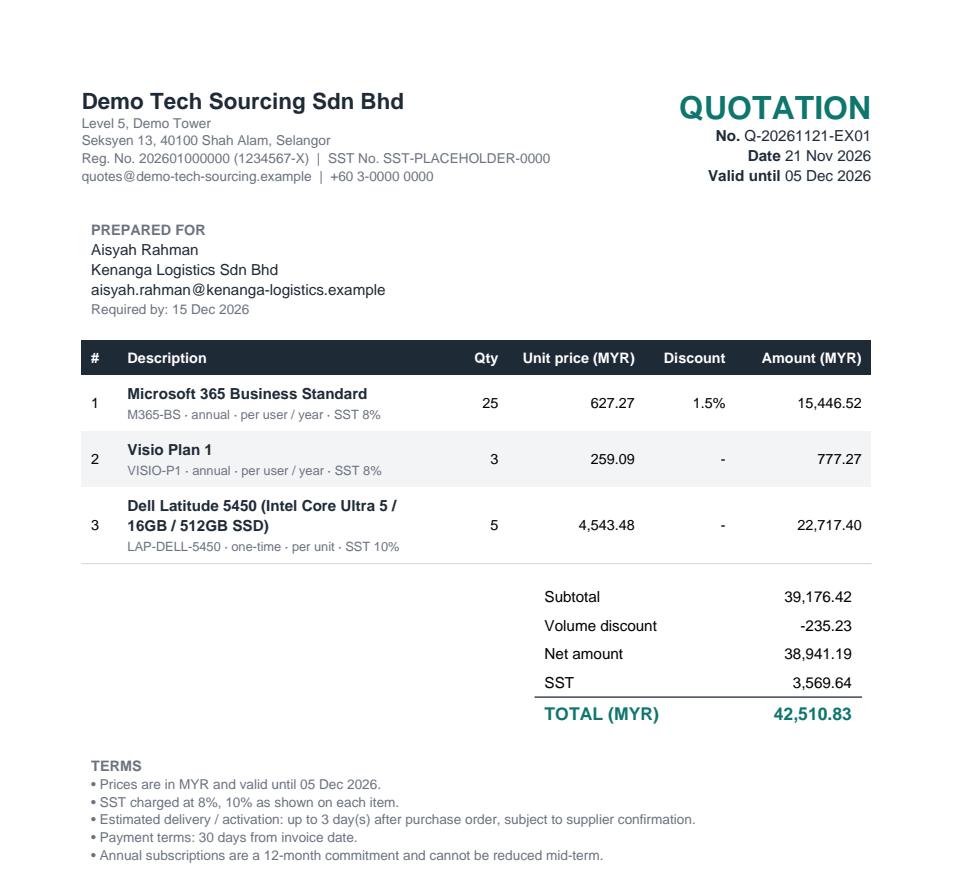 Demo Tech Sourcing Sdn Bhd
Level 5, Demo Tower
Seksyen 13, 40100 Shah Alam, Selangor
Reg. No. 202601000000 (1234567-X) | SST No. SST-PLACEHOLDER-0000
quotes@demo-tech-sourcing.example | +60 3-0000 0000
QUOTATION
No. Q-20261121-EX01
Date 21 Nov 2026
Valid until 05 Dec 2026
PREPARED FOR
Aisyah Rahman
Kenanga Logistics Sdn Bhd
aisyah.rahman@kenanga-logistics.example
Required by: 15 Dec 2026
# Description Qty Unit price (MYR) Discount Amount (MYR)
1 Microsoft 365 Business Standard 25 627.27 1.5% 15,446.52
M365-BS · annual · per user / year · SST 8%
2 Visio Plan 1 3 259.09 - 777.27
VISIO-P1 · annual · per user / year · SST 8%
Dell Latitude 5450 (Intel Core Ultra 5 /
3 16GB / 512GB SSD) 5 4,543.48 - 22,717.40
LAP-DELL-5450 · one-time · per unit · SST 10%
Subtotal 39,176.42
Volume discount -235.23
Net amount 38,941.19
SST 3,569.64
TOTAL (MYR) 42,510.83
TERMS
• Prices are in MYR and valid until 05 Dec 2026.
• SST charged at 8%, 10% as shown on each item.
• Estimated delivery / activation: up to 3 day(s) after purchase order, subject to supplier confirmation.
• Payment terms: 30 days from invoice date.
• Annual subscriptions are a 12-month commitment and cannot be reduced mid-term.